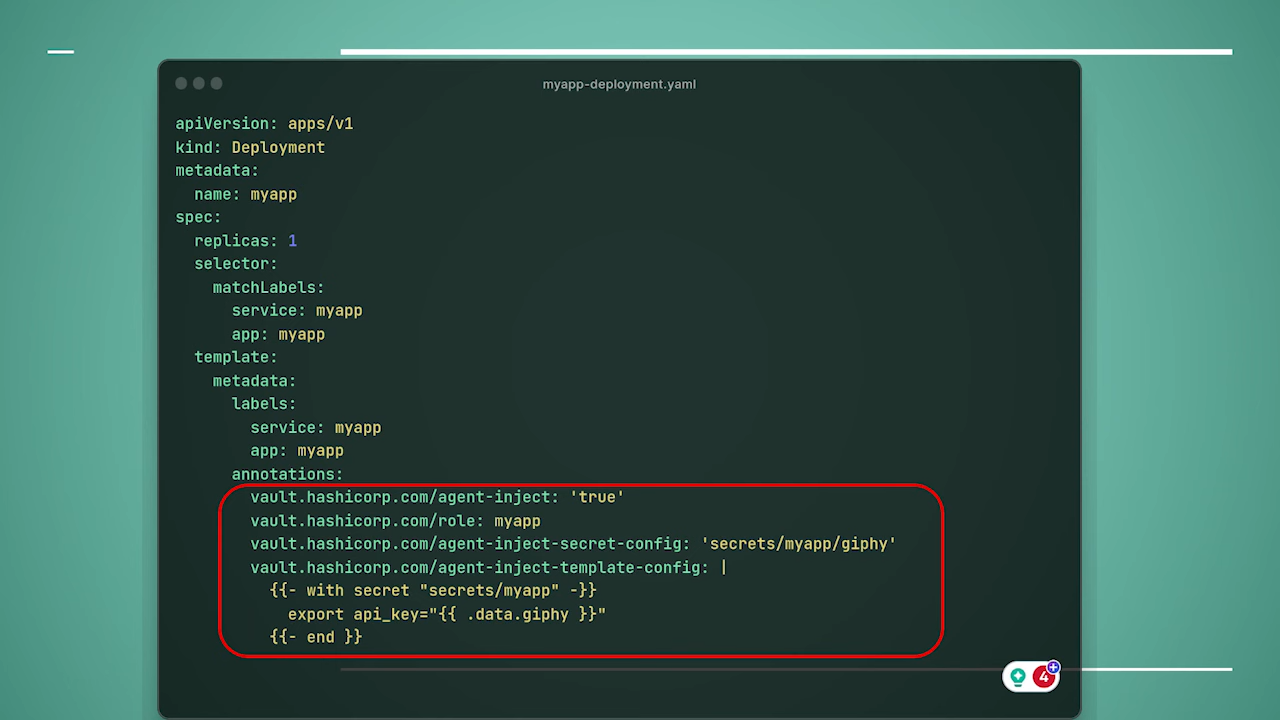 myapp-deployment.yaml
apiVersion: apps/v1
kind: Deployment
metadata:
  name: myapp
spec:
  replicas: 1
  selector:
    matchLabels:
      service: myapp
      app: myapp
  template:
    metadata:
      labels:
        service: myapp
        app: myapp
      annotations:
        vault.hashicorp.com/agent-inject: 'true'
        vault.hashicorp.com/role: myapp
        vault.hashicorp.com/agent-inject-secret-config: 'secrets/myapp/giphy'
        vault.hashicorp.com/agent-inject-template-config: |
          {{- with secret "secrets/myapp" -}}
            export api_key="{{ .data.giphy }}"
          {{- end }}
4